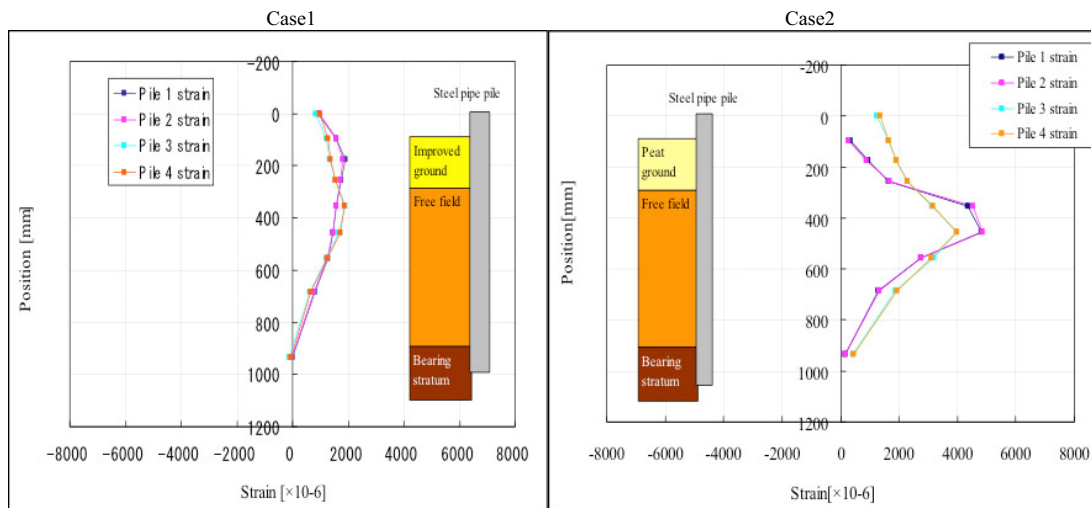 Case1
Case2
-200
0
200
400
600
800
1000
1200
Position [mm]
-8000 -6000 -4000 -2000 0 2000 4000 6000 8000
Strain [×10-6]
Pile 1 strain
Pile 2 strain
Pile 3 strain
Pile 4 strain
Steel pipe pile
Improved
ground
Free field
Bearing
stratum
-200
0
200
400
600
800
1000
1200
Position[mm]
-8000 -6000 -4000 -2000 0 2000 4000 6000 8000
Strain[×10-6]
Pile 1 strain
Pile 2 strain
Pile 3 strain
Pile 4 strain
Steel pipe pile
Peat
ground
Free field
Bearing
stratum